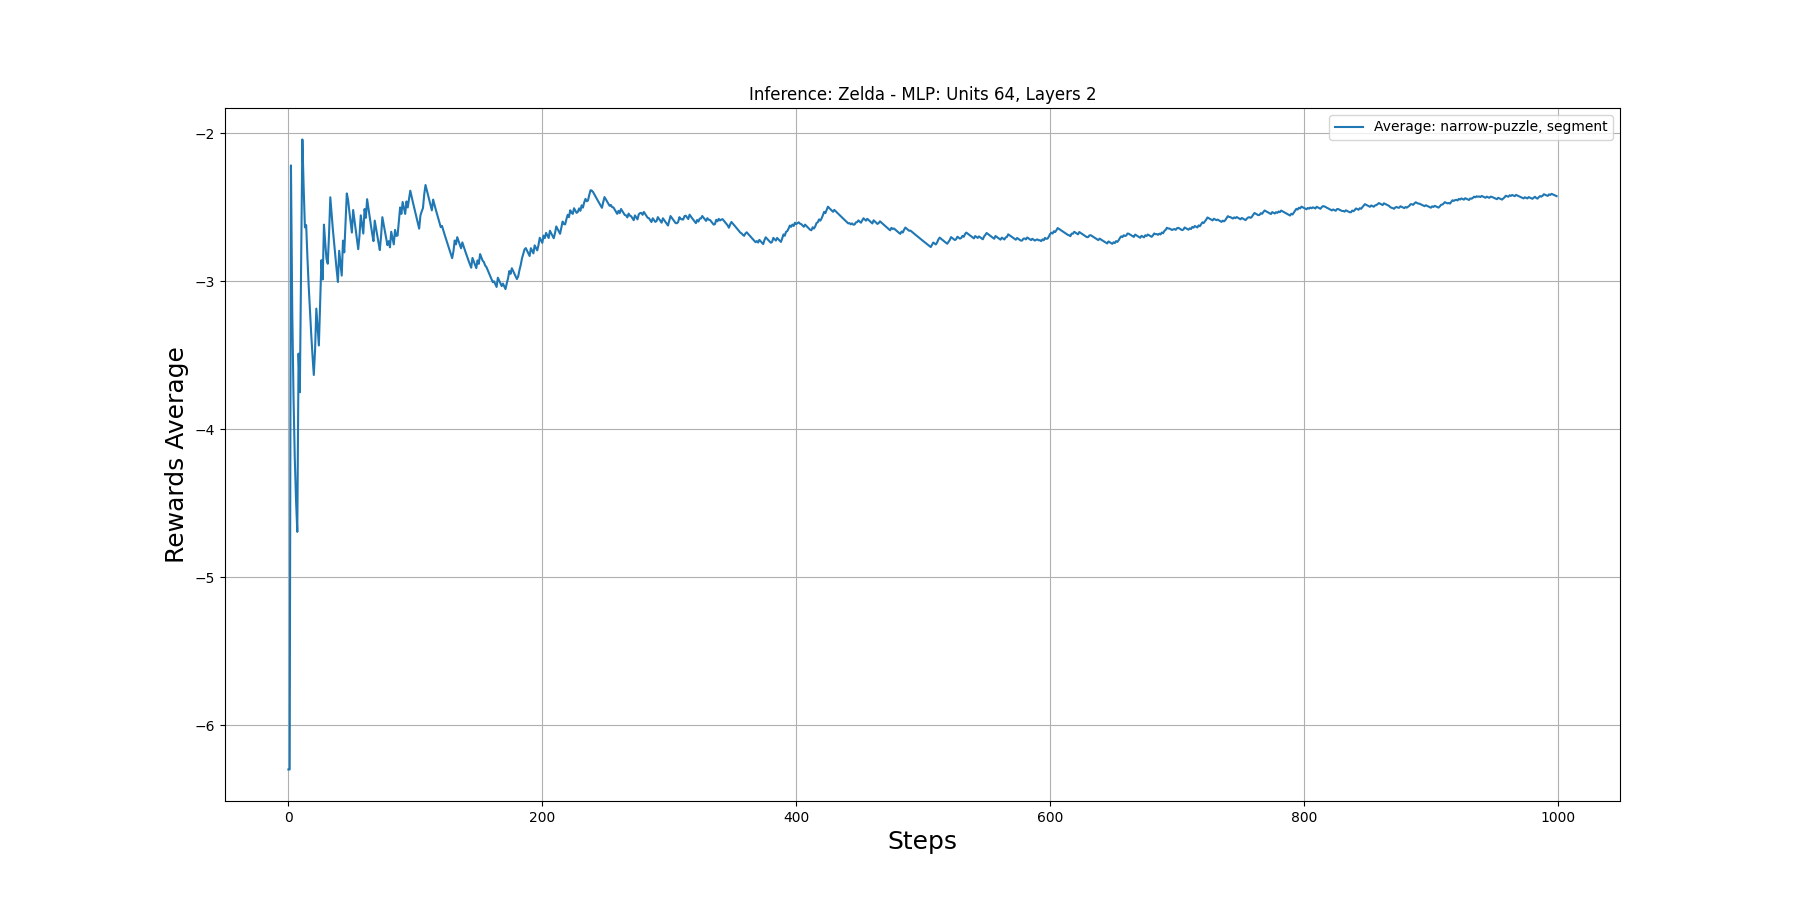 Inference: Zelda - MLP: Units 64, Layers 2
Average: narrow-puzzle, segment
−2
−3
−4
−5
−6
Rewards Average
0 200 400 600 800 1000
Steps